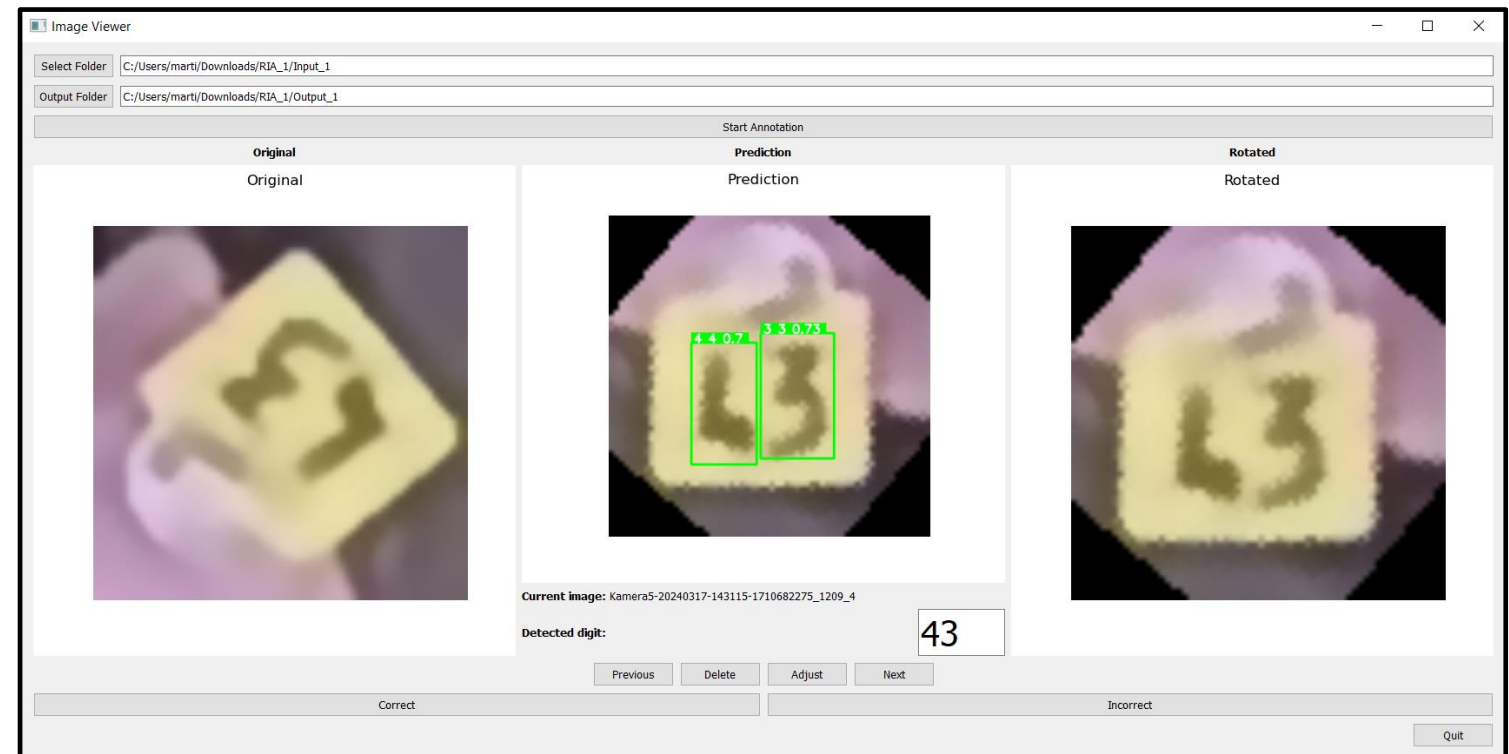 Image Viewer
Select Folder C:/Users/marti/Downloads/RIA_1/Input_1
Output Folder C:/Users/marti/Downloads/RIA_1/Output_1
Start Annotation
Original Prediction Rotated
Original Prediction Rotated
4 4 0.7 3 3 0.73
43
43
Current image: Kamera5-20240317-143115-1710682275_1209_4
Detected digit: 43
Previous Delete Adjust Next
Correct Incorrect
Quit